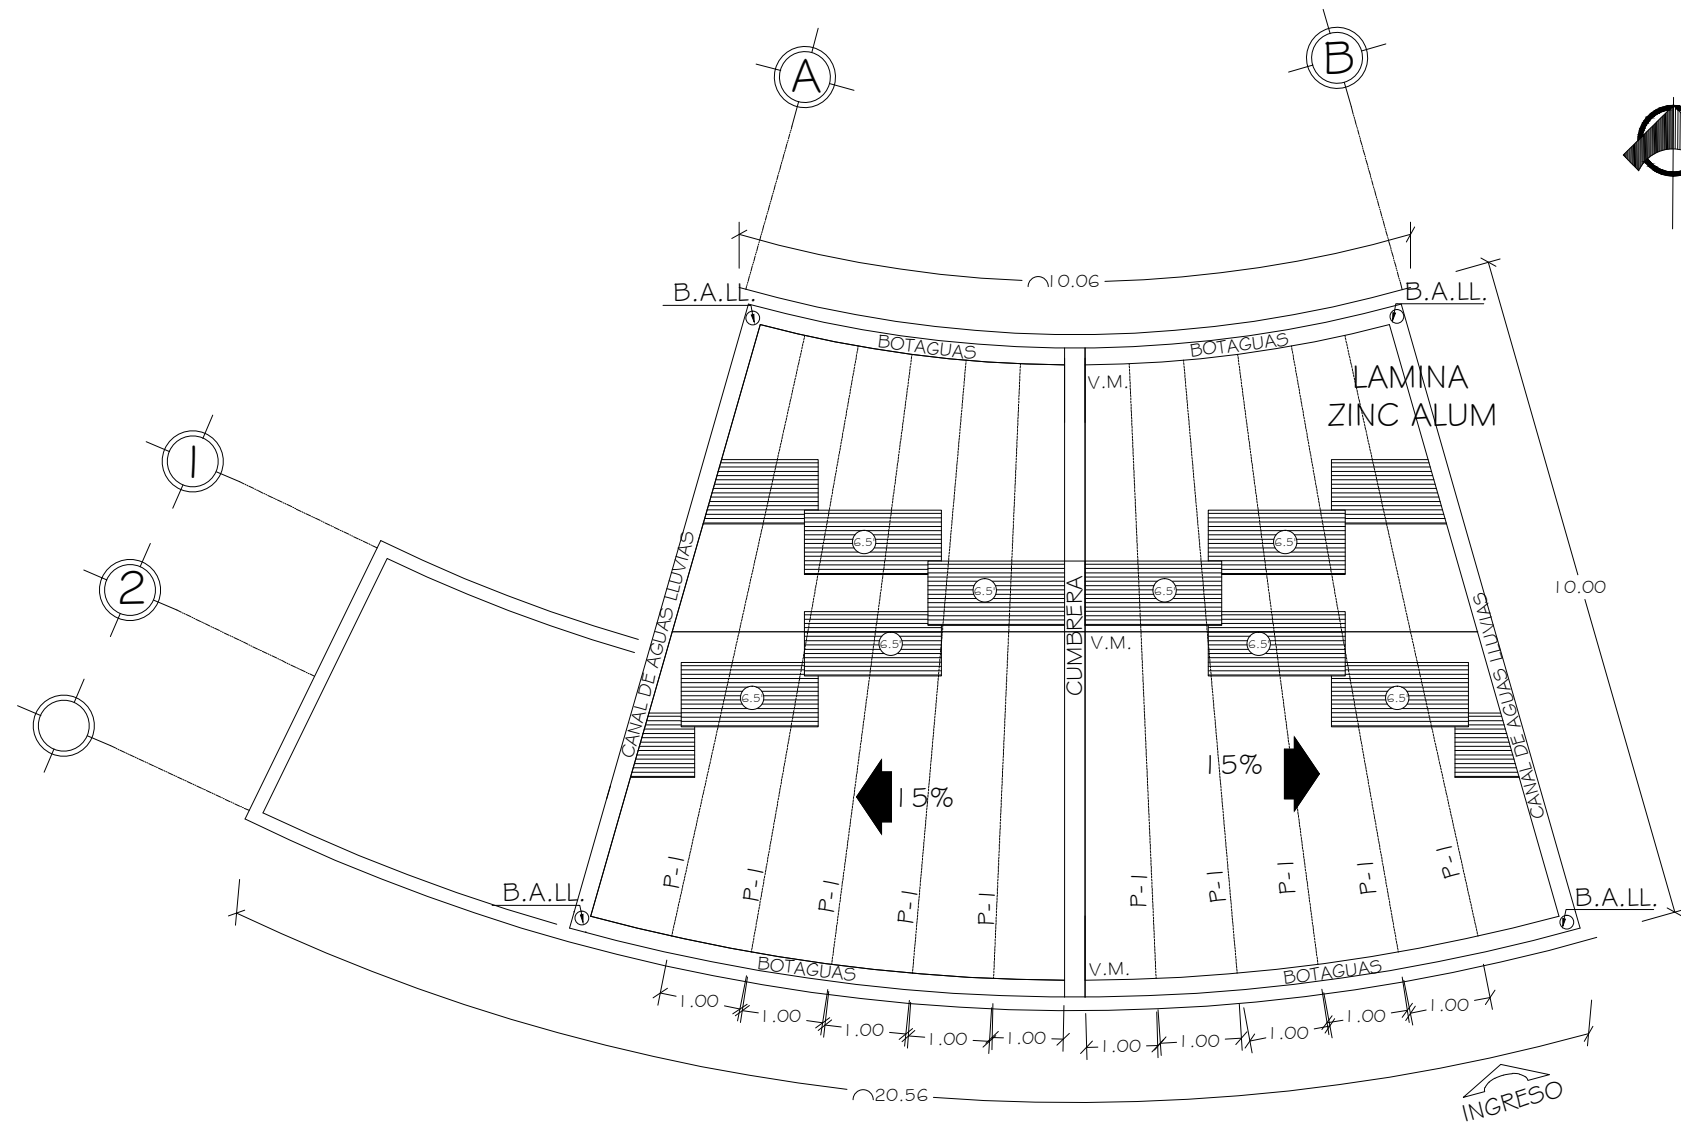 A
B
⌒10.06
B.A.LL.
B.A.LL.
BOTAGUAS
BOTAGUAS
V.M.
LAMINA
ZINC ALUM
1
2
6.5
6.5
6.5
6.5
10.00
CANAL DE AGUAS LLUVIAS
CUMBRERA
V.M.
CANAL DE AGUAS LLUVIAS
6.5
6.5
6.5
6.5
15%
15%
P-1
P-1
P-1
P-1
P-1
P-1
P-1
P-1
P-1
P-1
B.A.LL.
B.A.LL.
BOTAGUAS
V.M.
BOTAGUAS
1.00
1.00
1.00
1.00
1.00
1.00
1.00
1.00
1.00
1.00
⌒20.56
INGRESO